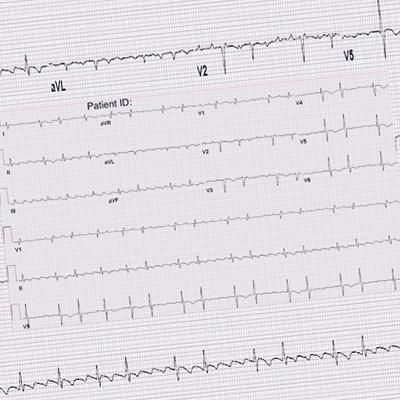 aVL V2 V5
Patient ID:
I aVR V1 V4
II aVL V2 V5
III aVF V3 V6
V1
II
V5